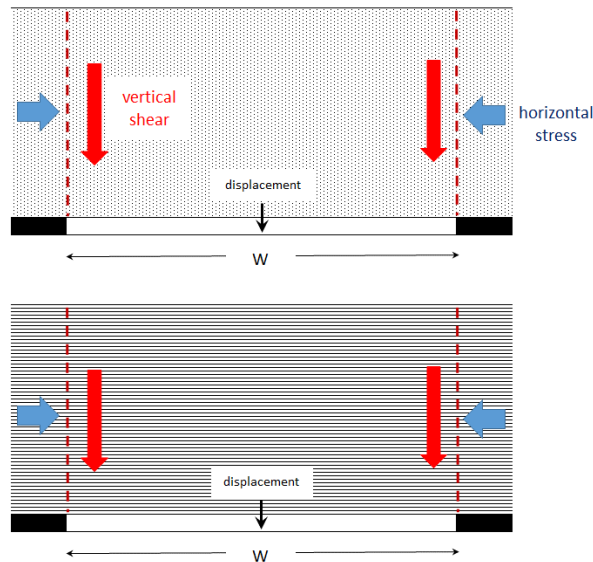 vertical
shear
horizontal
stress
displacement
W
displacement
W